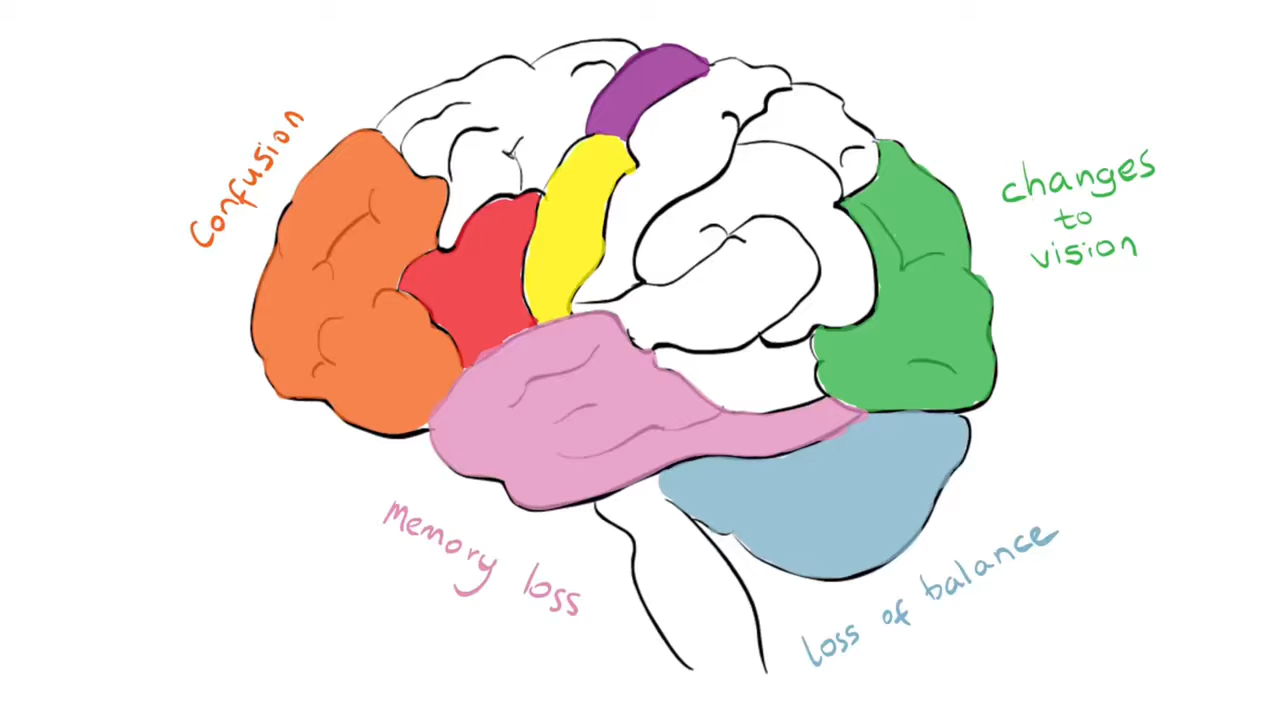 Confusion
changes
to
vision
Memory loss
loss of balance